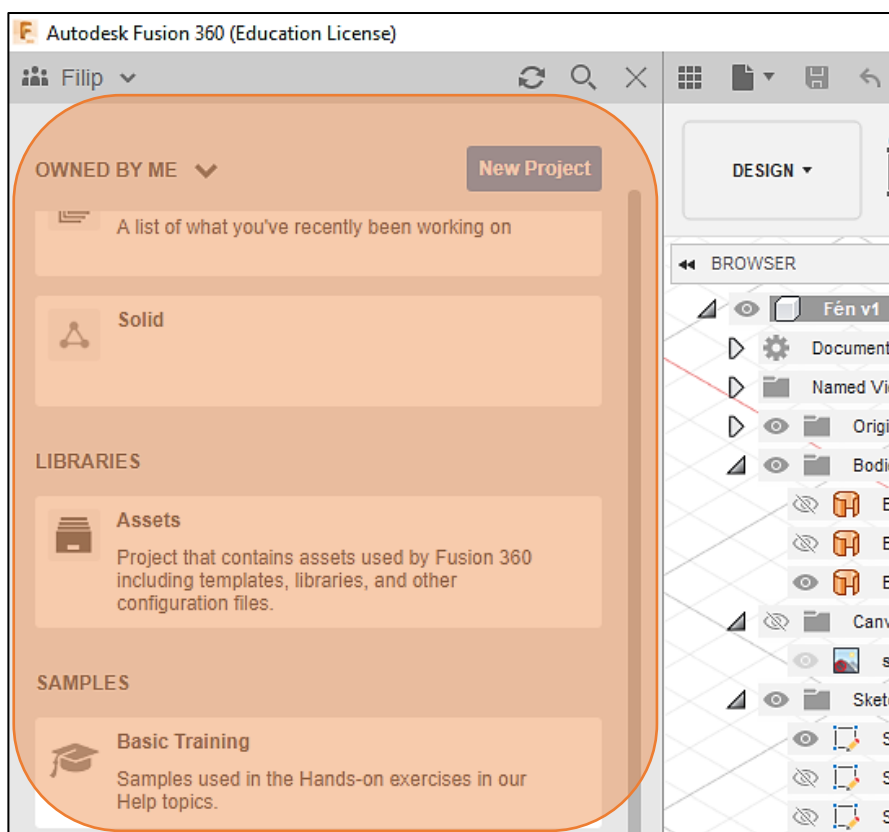 Autodesk Fusion 360 (Education License)
Filip
OWNED BY ME
New Project
A list of what you've recently been working on
Solid
LIBRARIES
Assets
Project that contains assets used by Fusion 360
including templates, libraries, and other
configuration files.
SAMPLES
Basic Training
Samples used in the Hands-on exercises in our
Help topics.
DESIGN
BROWSER
Fén v1
Document
Named Vi
Origi
Bodi
B
B
B
Canv
s
Sket
S
S
S